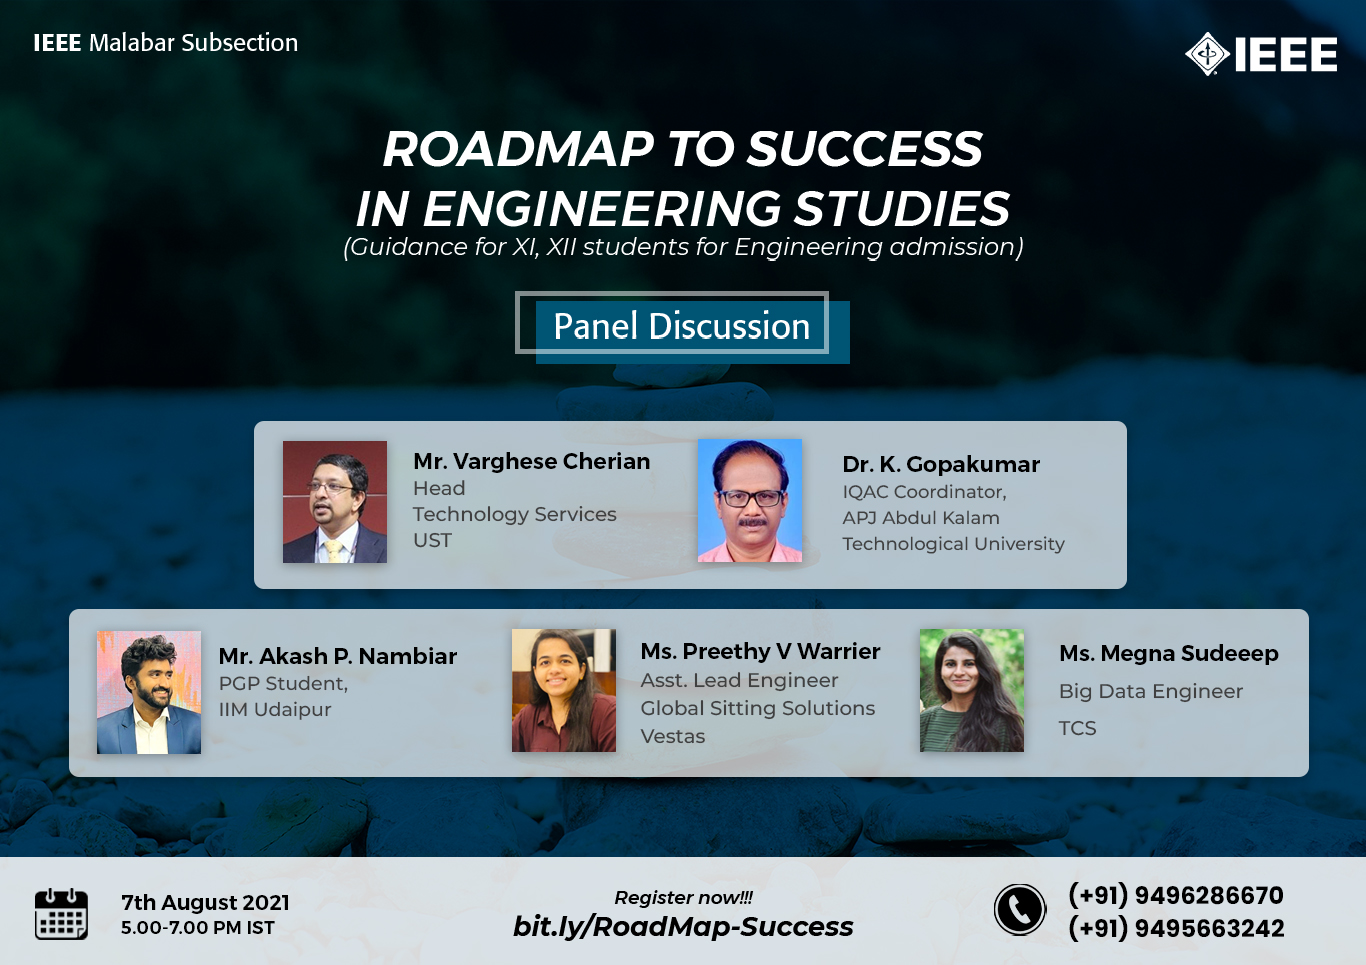 IEEE Malabar Subsection
IEEE
ROADMAP TO SUCCESS
IN ENGINEERING STUDIES
(Guidance for XI, XII students for Engineering admission)
Panel Discussion
Mr. Varghese Cherian
Head
Technology Services
UST
Dr. K. Gopakumar
IQAC Coordinator,
APJ Abdul Kalam
Technological University
Mr. Akash P. Nambiar
PGP Student,
IIM Udaipur
Ms. Preethy V Warrier
Asst. Lead Engineer
Global Sitting Solutions
Vestas
Ms. Megna Sudeeep
Big Data Engineer
TCS
7th August 2021
5.00-7.00 PM IST
Register now!!!
bit.ly/RoadMap-Success
(+91) 9496286670
(+91) 9495663242